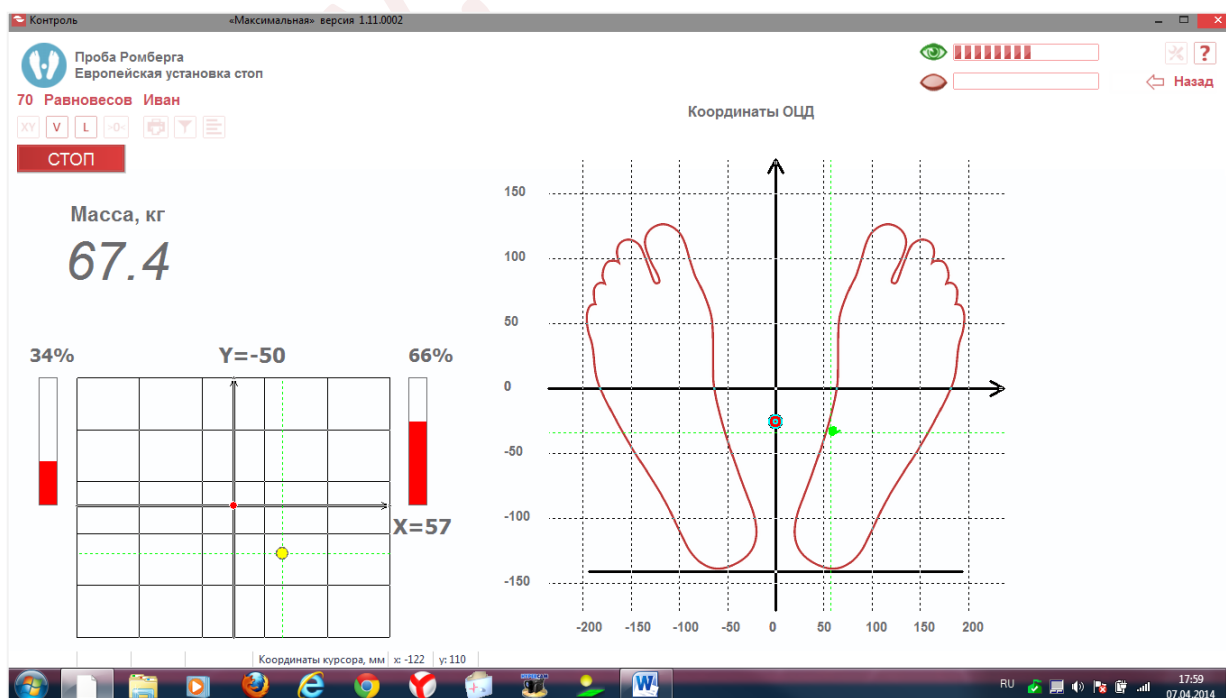 Контроль «Максимальная» версия 1.11.0002
Проба Ромберга
Европейская установка стоп
? Назад
70 Равновесов Иван
XY V L -0-
СТОП
Координаты ОЦД
Масса, кг
67.4
34% Y=-50 66%
X=57
150
100
50
0
-50
-100
-150
-200 -150 -100 -50 0 50 100 150 200
Координаты курсора, мм x: -122 y: 110
RU 17:59
07.04.2014